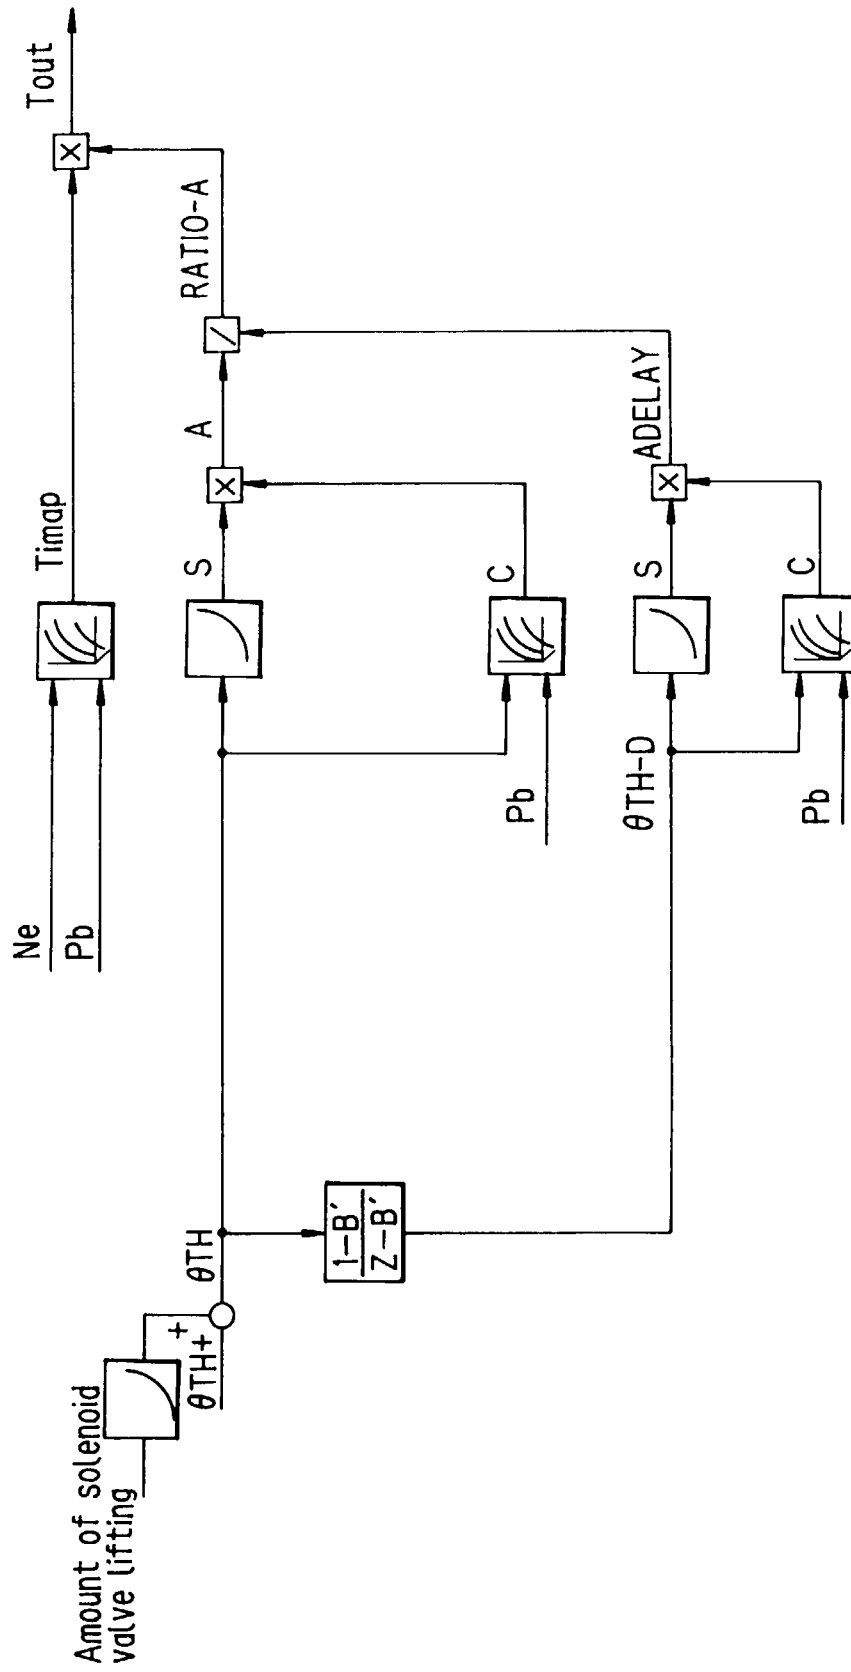 Amount of solenoid
valve lifting
+
θTH+
θTH
1-B′
Z-B′
Ne
Pb
Timap
X
Tout
S
X
A
/
RATIO-A
Pb
C
θTH-D
S
X
ADELAY
Pb
C